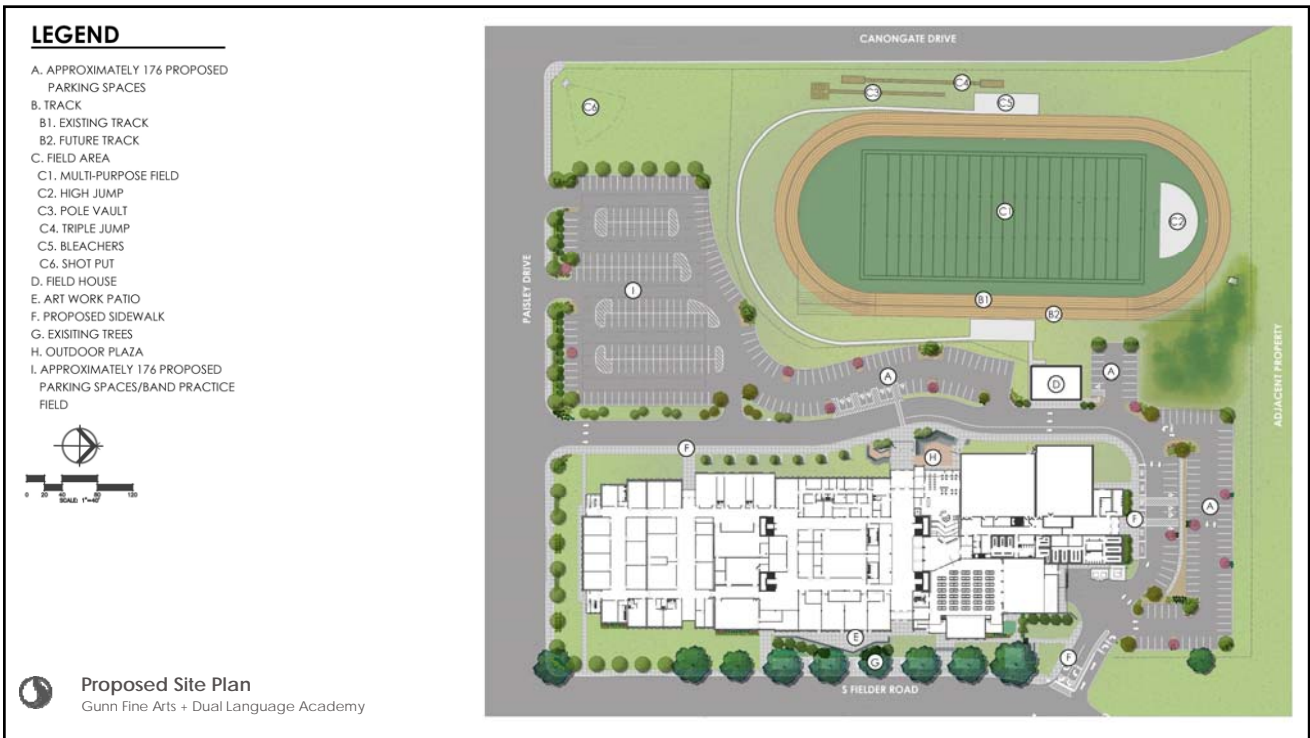 LEGEND
A. APPROXIMATELY 176 PROPOSED
PARKING SPACES
B. TRACK
B1. EXISTING TRACK
B2. FUTURE TRACK
C. FIELD AREA
C1. MULTI-PURPOSE FIELD
C2. HIGH JUMP
C3. POLE VAULT
C4. TRIPLE JUMP
C5. BLEACHERS
C6. SHOT PUT
D. FIELD HOUSE
E. ART WORK PATIO
F. PROPOSED SIDEWALK
G. EXISITING TREES
H. OUTDOOR PLAZA
I. APPROXIMATELY 176 PROPOSED
PARKING SPACES/BAND PRACTICE
FIELD
0 20 40 80 120
SCALE: 1"=40'
Proposed Site Plan
Gunn Fine Arts + Dual Language Academy
CANONGATE DRIVE
C4
C3
C5
C6
C1
C2
PAISLEY DRIVE
I
B1
B2
ADJACENT PROPERTY
A
D
A
F
H
A
F
E
G
F
S FIELDER ROAD